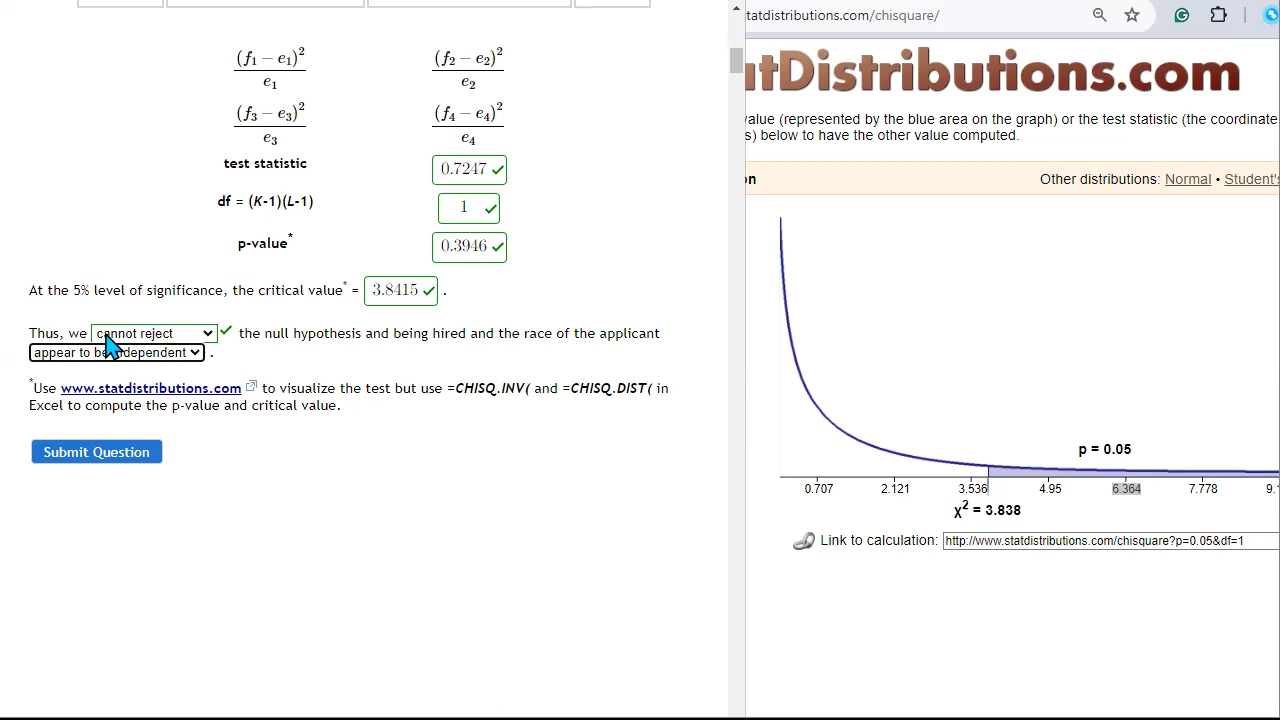 (f₁ − e₁)² (f₂ − e₂)²
e₁ e₂
(f₃ − e₃)² (f₄ − e₄)²
e₃ e₄
test statistic 0.7247
df = (K-1)(L-1) 1
p-value* 0.3946
At the 5% level of significance, the critical value* = 3.8415 .
Thus, we cannot reject the null hypothesis and being hired and the race of the applicant
appear to be independent .
*Use www.statdistributions.com to visualize the test but use =CHISQ.INV( and =CHISQ.DIST( in
Excel to compute the p-value and critical value.
Submit Question
tatdistributions.com/chisquare/
tDistributions.com
value (represented by the blue area on the graph) or the test statistic (the coordinate
s) below to have the other value computed.
on Other distributions: Normal • Student's
p = 0.05
0.707 2.121 3.536 4.95 6.364 7.778 9.
χ² = 3.838
Link to calculation: http://www.statdistributions.com/chisquare?p=0.05&df=1